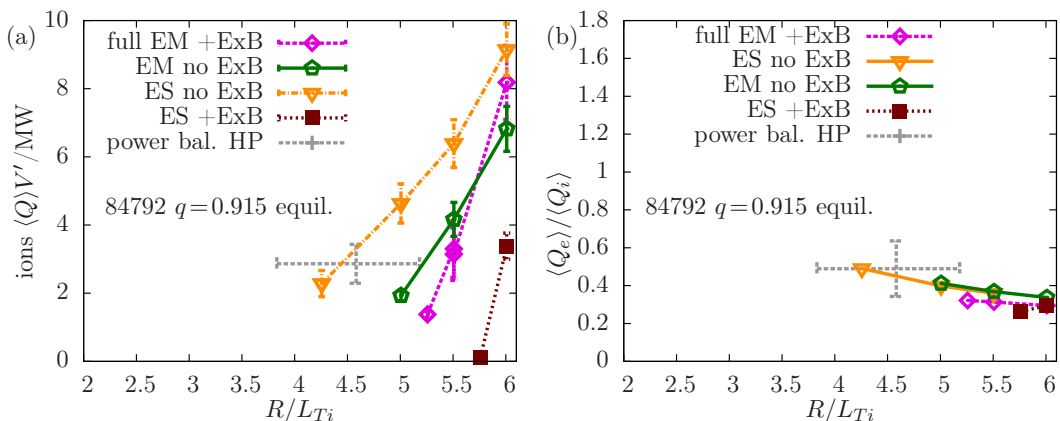 (a)
ions ⟨Q⟩V′/MW
10
8
6
4
2
0
full EM +ExB
EM no ExB
ES no ExB
ES +ExB
power bal. HP
84792 q=0.915 equil.
2 2.5 3 3.5 4 4.5 5 5.5 6
R/L_{Ti}
(b)
⟨Q_e⟩/⟨Q_i⟩
1.8
1.6
1.4
1.2
1
0.8
0.6
0.4
0.2
0
full EM +ExB
ES no ExB
EM no ExB
ES +ExB
power bal. HP
84792 q=0.915 equil.
2 2.5 3 3.5 4 4.5 5 5.5 6
R/L_{Ti}